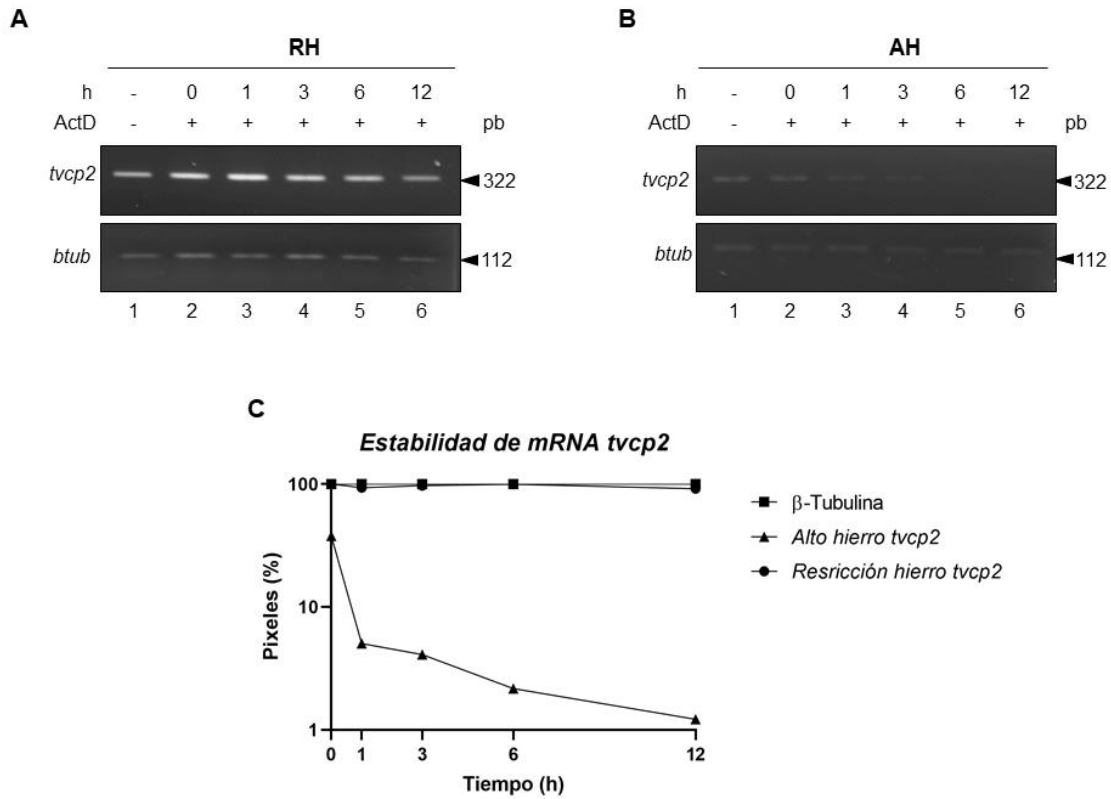 A
RH
h - 0 1 3 6 12
ActD - + + + + + pb
tvcp2 322
btub 112
1 2 3 4 5 6
B
AH
h - 0 1 3 6 12
ActD - + + + + + pb
tvcp2 322
btub 112
1 2 3 4 5 6
C
Estabilidad de mRNA tvcp2
100
10
1
Pixeles (%)
0 1 3 6 12
Tiempo (h)
β-Tubulina
Alto hierro tvcp2
Resricción hierro tvcp2